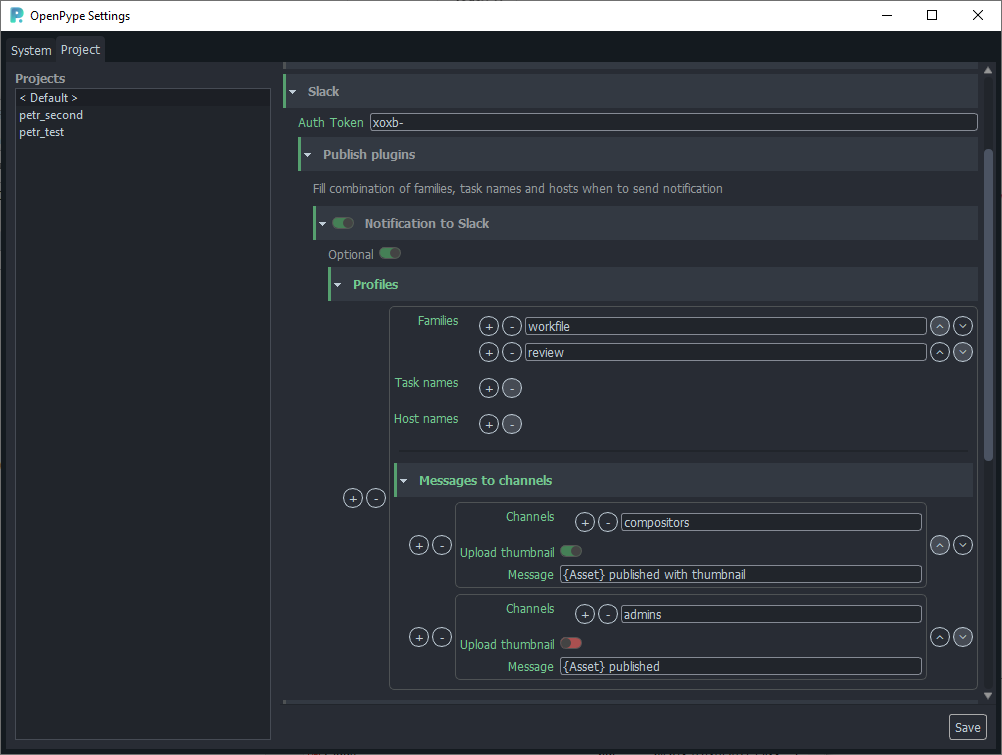 OpenPype Settings
System Project
Projects
< Default >
petr_second
petr_test
Slack
Auth Token xoxb-
Publish plugins
Fill combination of families, task names and hosts when to send notification
Notification to Slack
Optional
Profiles
Families + - workfile
+ - review
Task names + -
Host names + -
Messages to channels
+ -
Channels + - compositors
+ -
Upload thumbnail
Message {Asset} published with thumbnail
Channels + - admins
+ -
Upload thumbnail
Message {Asset} published
Save